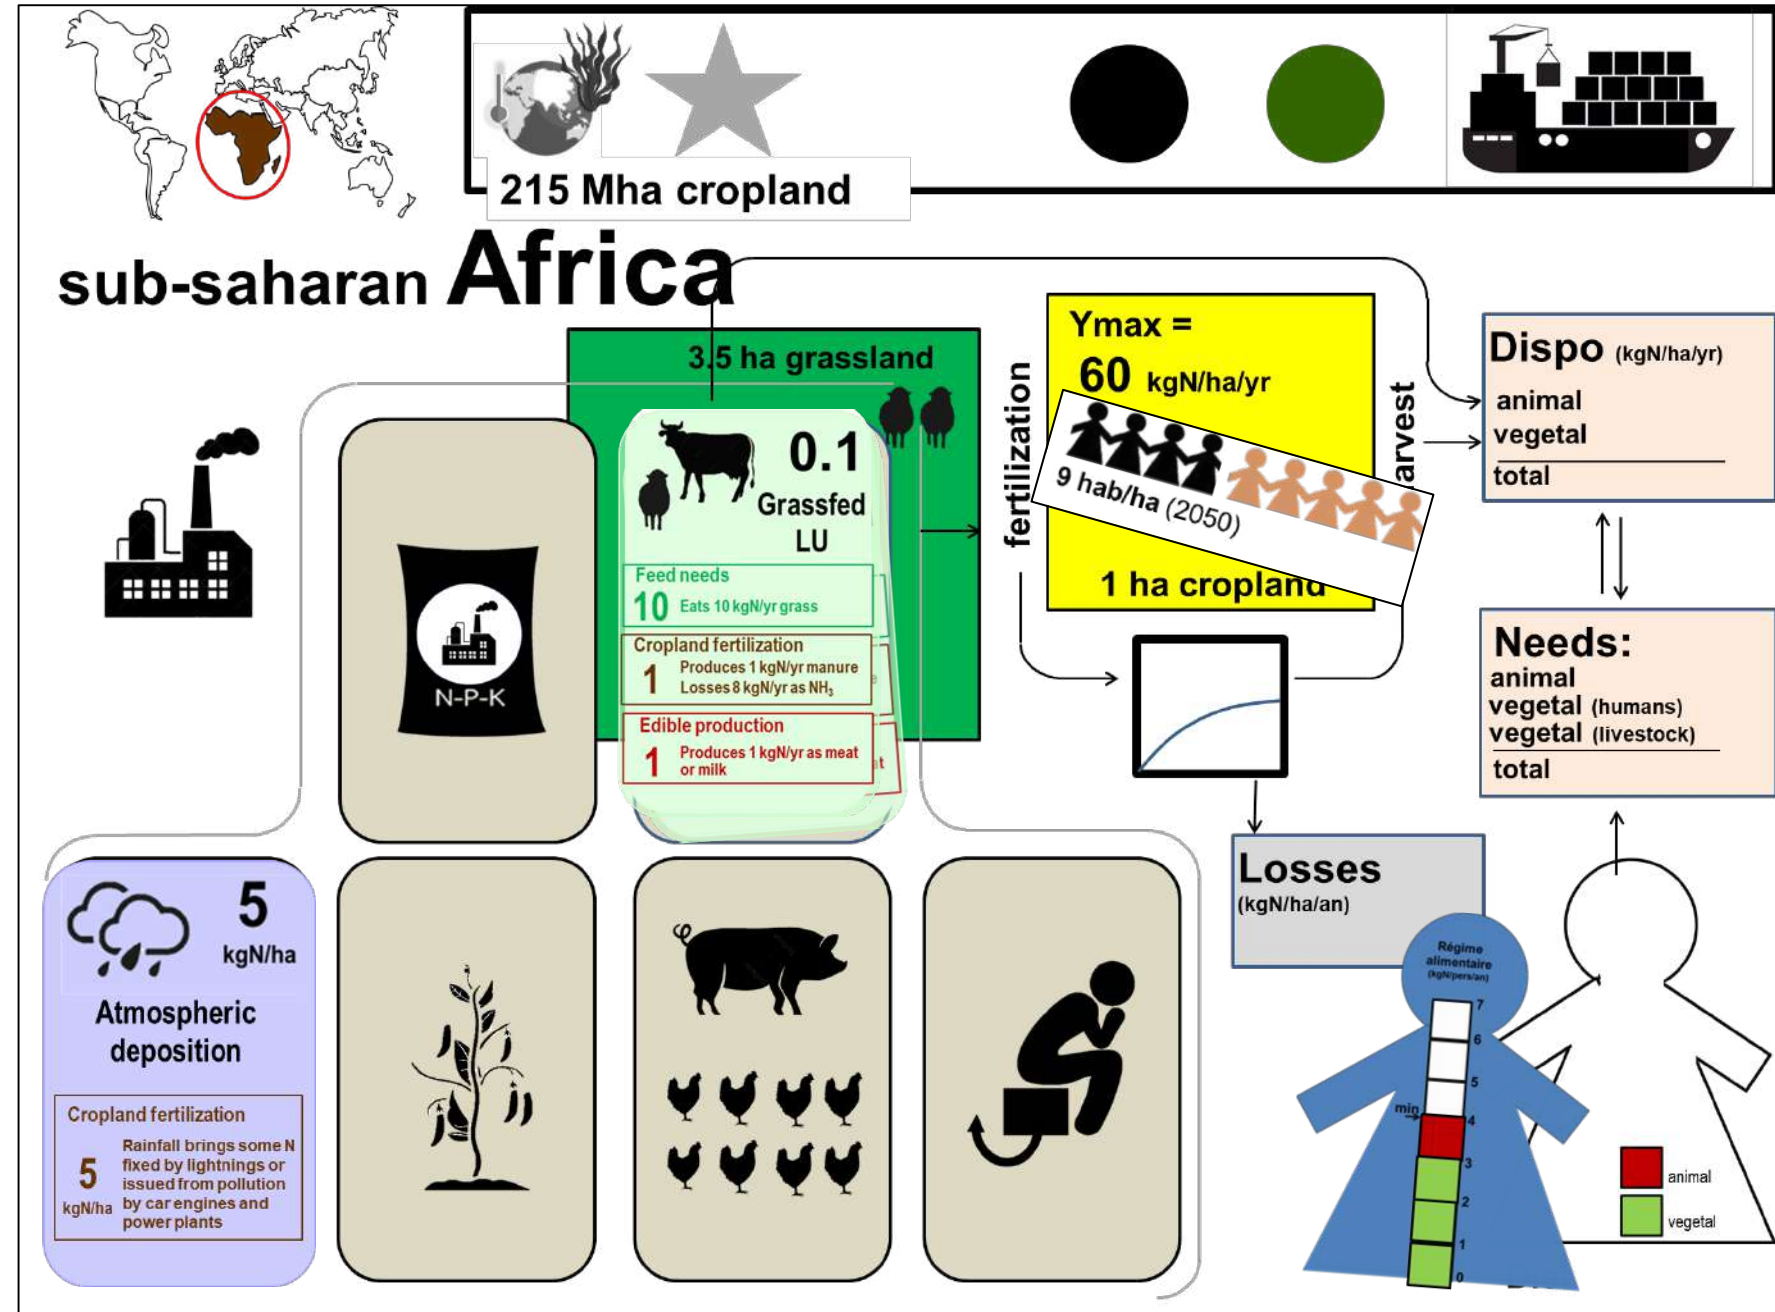 215 Mha cropland
sub-saharan Africa
3.5 ha grassland
0.1
Grassfed
LU
Feed needs
10 Eats 10 kgN/yr grass
Cropland fertilization
1 Produces 1 kgN/yr manure
Losses 8 kgN/yr as NH₃
Edible production
1 Produces 1 kgN/yr as meat
or milk
N-P-K
fertilization
Ymax =
60 kgN/ha/yr
9 hab/ha (2050)
1 ha cropland
arvest
Dispo (kgN/ha/yr)
animal
vegetal
total
Needs:
animal
vegetal (humans)
vegetal (livestock)
total
Losses
(kgN/ha/an)
5
kgN/ha
Atmospheric
deposition
Cropland fertilization
5
kgN/ha
Rainfall brings some N
fixed by lightnings or
issued from pollution
by car engines and
power plants
Régime
alimentaire
(kgN/pers/an)
7
6
5
min
4
3
2
1
0
animal
vegetal